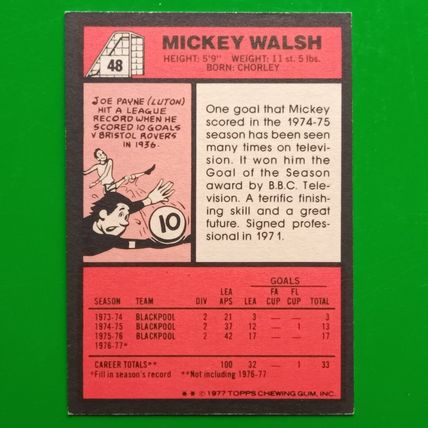 48
MICKEY WALSH
HEIGHT: 5'9" WEIGHT: 11 st. 5 lbs.
BORN: CHORLEY
JOE PAYNE (LUTON)
HIT A LEAGUE
RECORD WHEN HE
SCORED 10 GOALS
V BRISTOL ROVERS
IN 1936.
10
One goal that Mickey
scored in the 1974-75
season has been seen
many times on televi-
sion. It won him the
Goal of the Season
award by B.B.C. Tele-
vision. A terrific finish-
ing skill and a great
future. Signed profes-
sional in 1971.
GOALS
LEA FA FL
SEASON TEAM DIV APS LEA CUP CUP TOTAL
1973-74 BLACKPOOL 2 21 3 — — 3
1974-75 BLACKPOOL 2 37 12 — 1 13
1975-76 BLACKPOOL 2 42 17 — — 17
1976-77*
CAREER TOTALS** 100 32 — 1 33
*Fill in season's record **Not including 1976-77
** © 1977 TOPPS CHEWING GUM, INC.